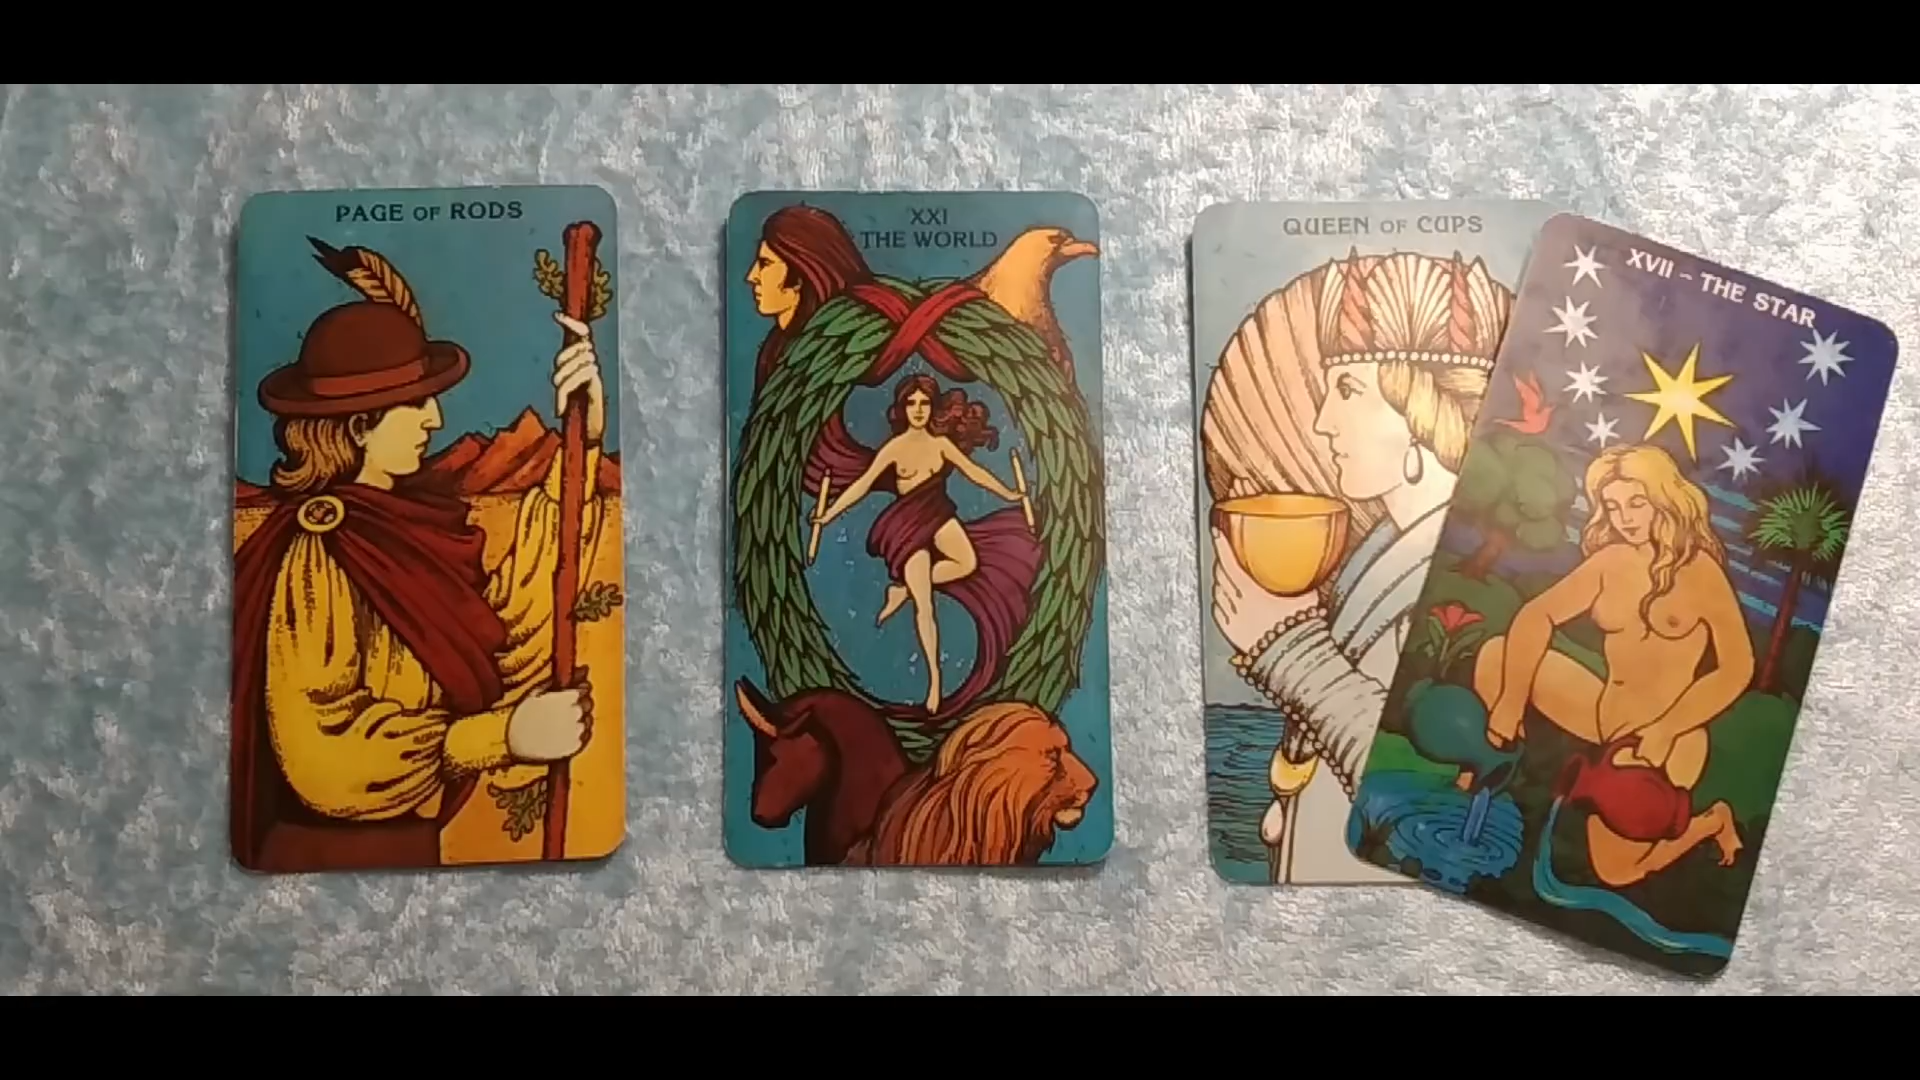 PAGE OF RODS
XXI
THE WORLD
QUEEN OF CUPS
XVII – THE STAR